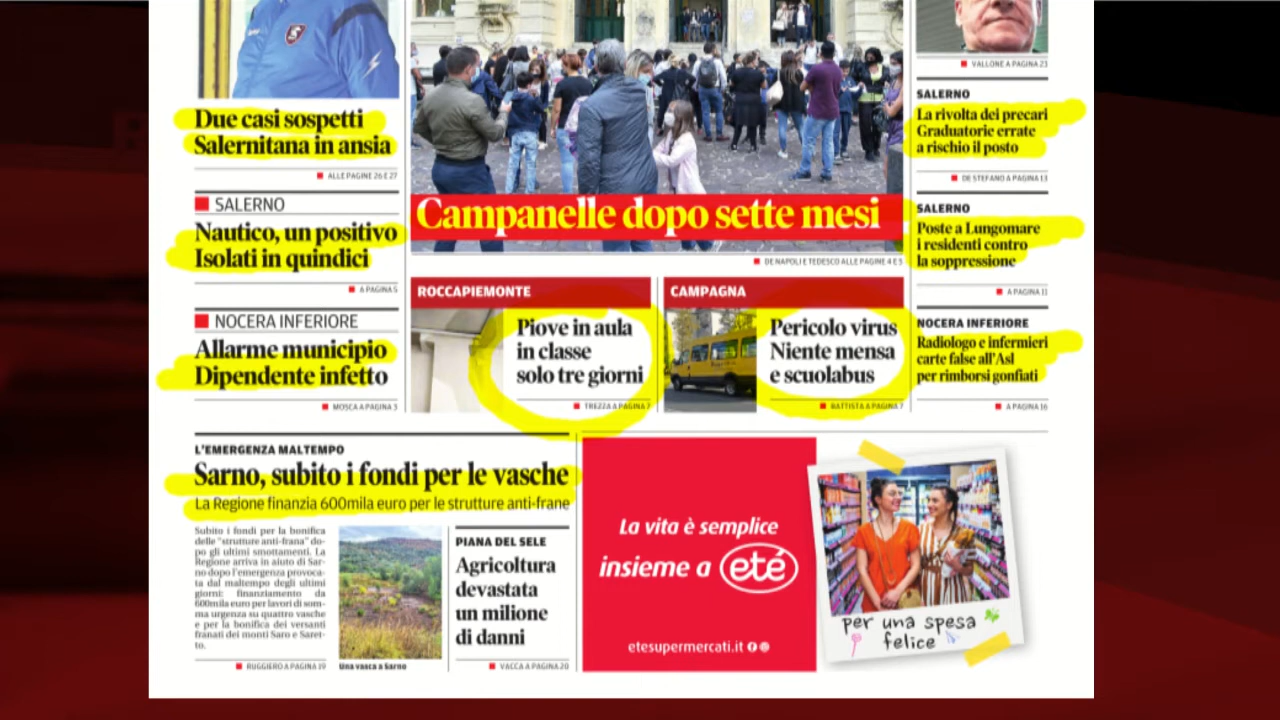 Due casi sospetti
Salernitana in ansia
ALLE PAGINE 26 E 27
SALERNO
Nautico, un positivo
Isolati in quindici
A PAGINA 5
NOCERA INFERIORE
Allarme municipio
Dipendente infetto
MOSCA A PAGINA 3
Campanelle dopo sette mesi
DE NAPOLI E TEDESCO ALLE PAGINE 4 E 5
ROCCAPIEMONTE
Piove in aula
in classe
solo tre giorni
TREZZA A PAGINA 7
CAMPAGNA
Pericolo virus
Niente mensa
e scuolabus
BATTISTA A PAGINA 7
VALLONE A PAGINA 23
SALERNO
La rivolta dei precari
Graduatorie errate
a rischio il posto
DE STEFANO A PAGINA 13
SALERNO
Poste a Lungomare
i residenti contro
la soppressione
A PAGINA 11
NOCERA INFERIORE
Radiologo e infermieri
carte false all'Asl
per rimborsi gonfiati
A PAGINA 16
L'EMERGENZA MALTEMPO
Sarno, subito i fondi per le vasche
La Regione finanzia 600mila euro per le strutture anti-frane
Subito i fondi per la bonifica
delle "strutture anti-frana" do-
po gli ultimi smottamenti. La
Regione arriva in aiuto di Sar-
no dopo l'emergenza provoca-
ta dal maltempo degli ultimi
giorni: finanziamento da
600mila euro per lavori di som-
ma urgenza su quattro vasche
e per la bonifica dei versanti
franati dei monti Saro e Saret-
to.
RUGGIERO A PAGINA 19
Una vasca a Sarno
PIANA DEL SELE
Agricoltura
devastata
un milione
di danni
VACCA A PAGINA 20
La vita è semplice
insieme a eté
etesupermercati.it
per una spesa
felice